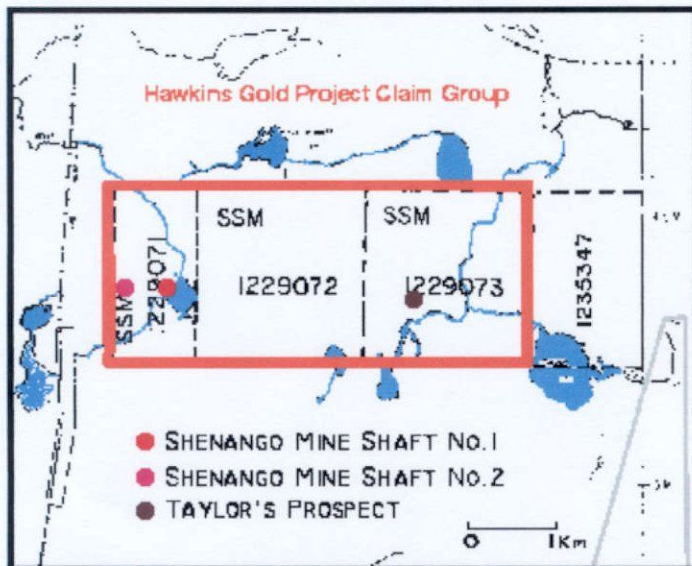 Hawkins Gold Project Claim Group
SSM
1229071
SSM
1229072
SSM
1229073
1235347
SHENANGO MINE SHAFT NO.1
SHENANGO MINE SHAFT NO.2
TAYLOR'S PROSPECT
0 1KM